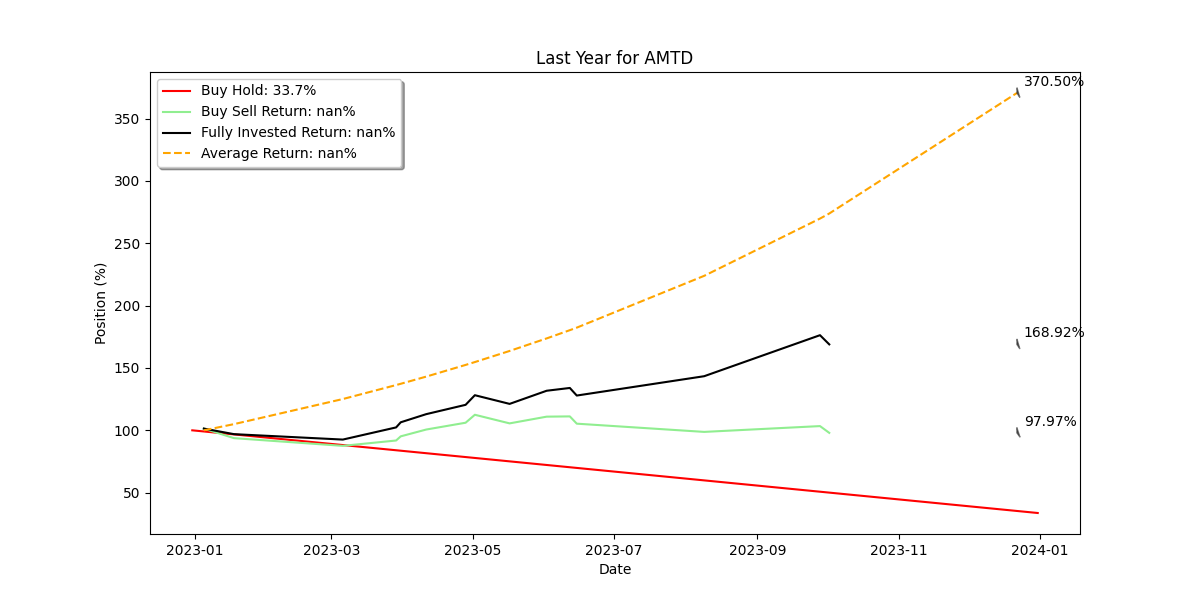 Last Year for AMTD
370.50%
Buy Hold: 33.7%
Buy Sell Return: nan%
Fully Invested Return: nan%
Average Return: nan%
350
300
250
200
150
100
50
168.92%
97.97%
Position (%)
2023-01 2023-03 2023-05 2023-07 2023-09 2023-11 2024-01
Date